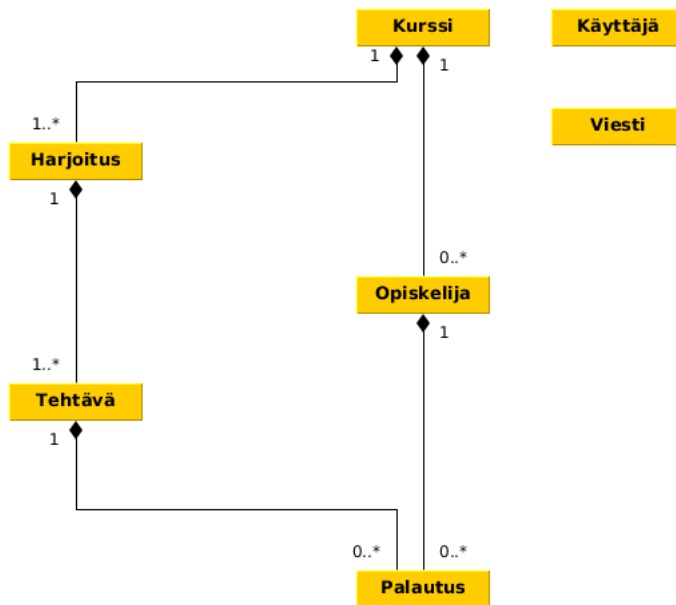 Kurssi
Käyttäjä
1
1
1..*
Viesti
Harjoitus
1
0..*
Opiskelija
1
1..*
Tehtävä
1
0..*
0..*
Palautus